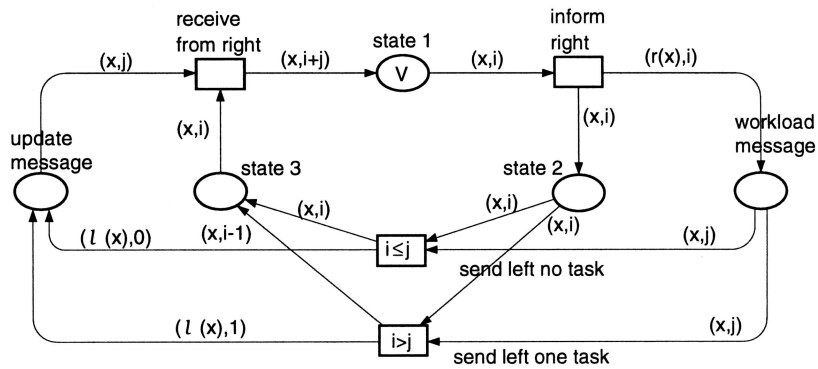 receive
from right
state 1
inform
right
(x,j)
(x,i+j)
V
(x,i)
(r(x),i)
(x,i)
(x,i)
workload
message
update
message
state 3
state 2
(x,i)
(x,i)
(x,i)
(l (x),0)
(x,i-1)
i≤j
(x,j)
send left no task
(l (x),1)
i>j
(x,j)
send left one task